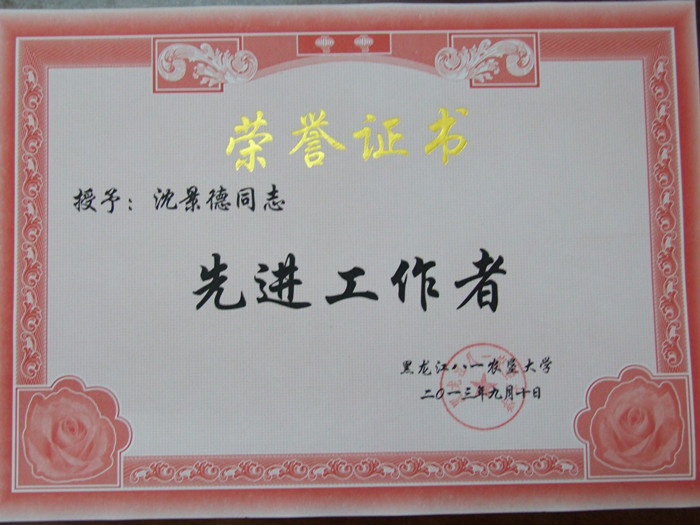 荣誉证书
授予：沈景德同志
先进工作者
黑龙江八一农垦大学
二〇一三年九月十日